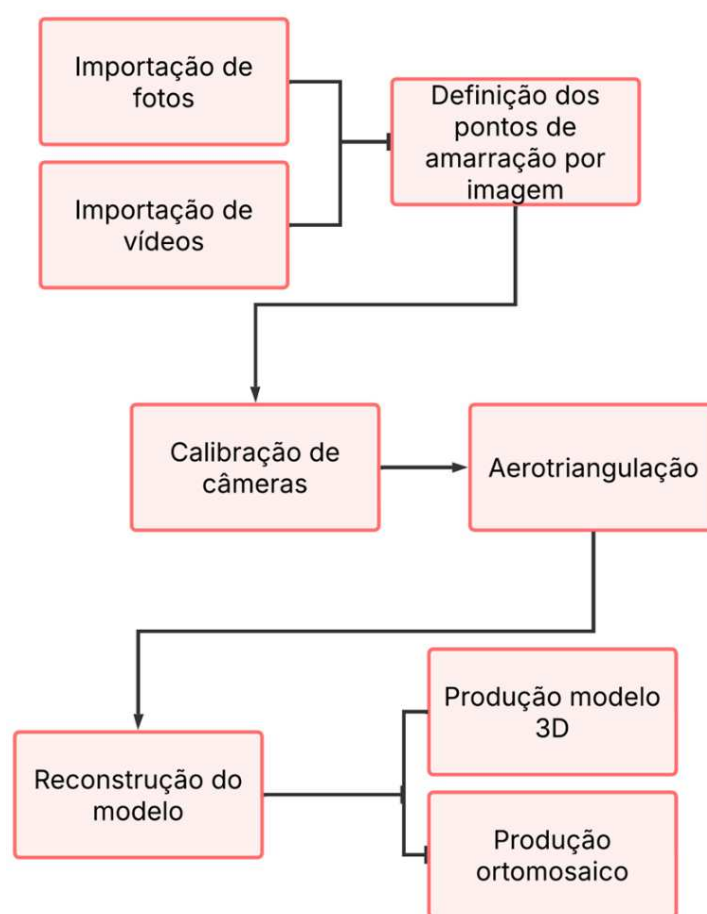 Importação de
fotos
Importação de
vídeos
Definição dos
pontos de
amarração por
imagem
Calibração de
câmeras
Aerotriangulação
Reconstrução do
modelo
Produção modelo
3D
Produção
ortomosaico